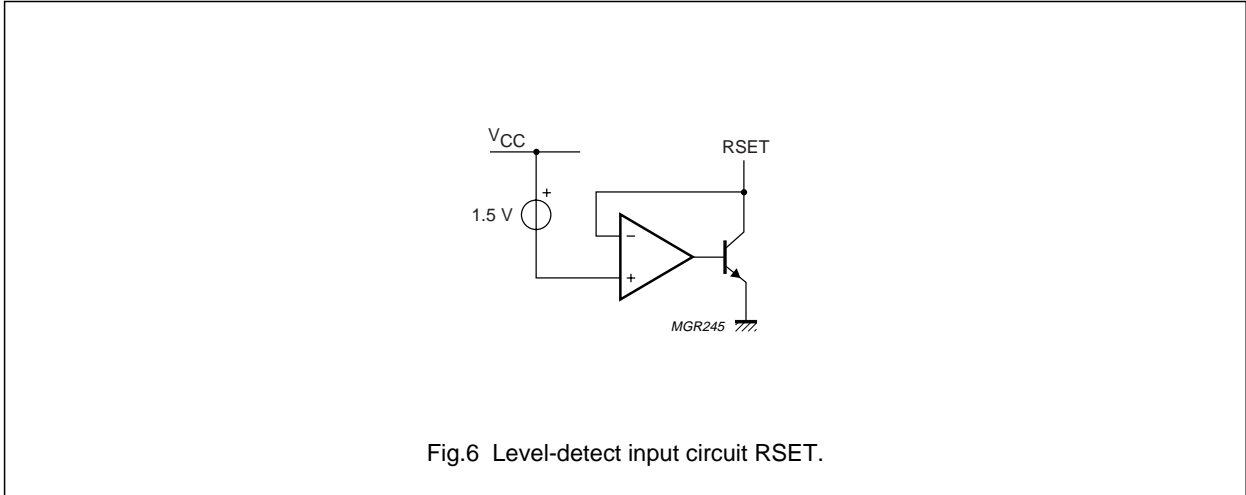 VCC
RSET
+
1.5 V
−
+
MGR245
Fig.6 Level-detect input circuit RSET.